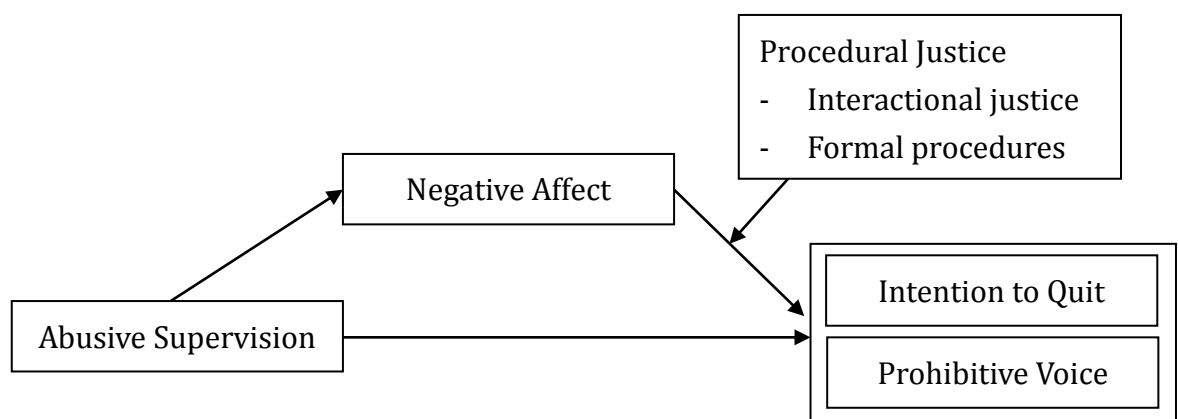 Procedural Justice
- Interactional justice
- Formal procedures
Negative Affect
Intention to Quit
Abusive Supervision
Prohibitive Voice